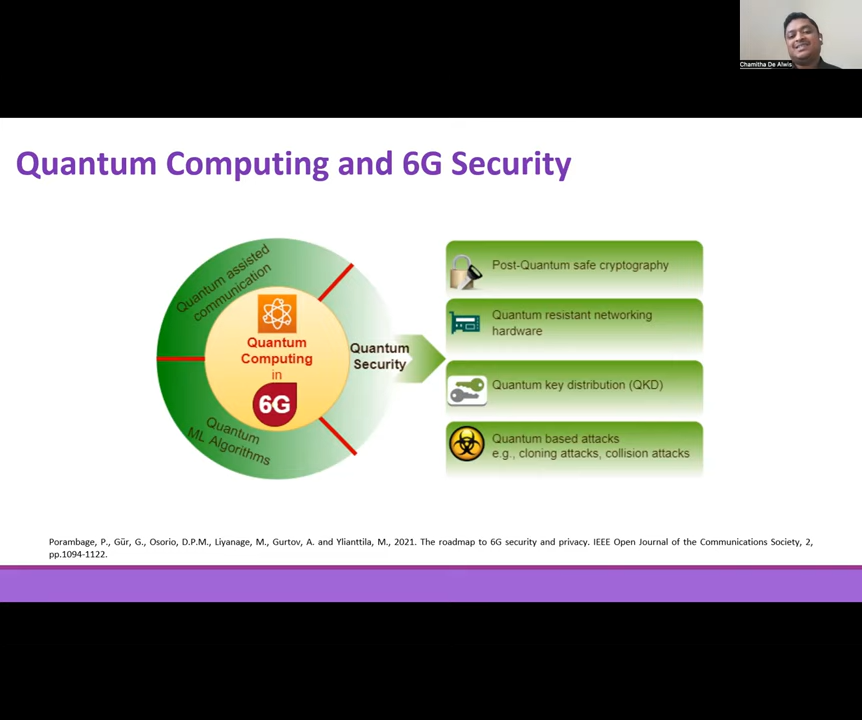 Chamitha De Alwis
Quantum Computing and 6G Security
Quantum assisted
communication
Quantum
Computing
in
6G
Quantum
ML Algorithms
Quantum
Security
Post-Quantum safe cryptography
Quantum resistant networking
hardware
Quantum key distribution (QKD)
Quantum based attacks
e.g., cloning attacks, collision attacks
Porambage, P., Gür, G., Osorio, D.P.M., Liyanage, M., Gurtov, A. and Ylianttila, M., 2021. The roadmap to 6G security and privacy. IEEE Open Journal of the Communications Society, 2,
pp.1094-1122.